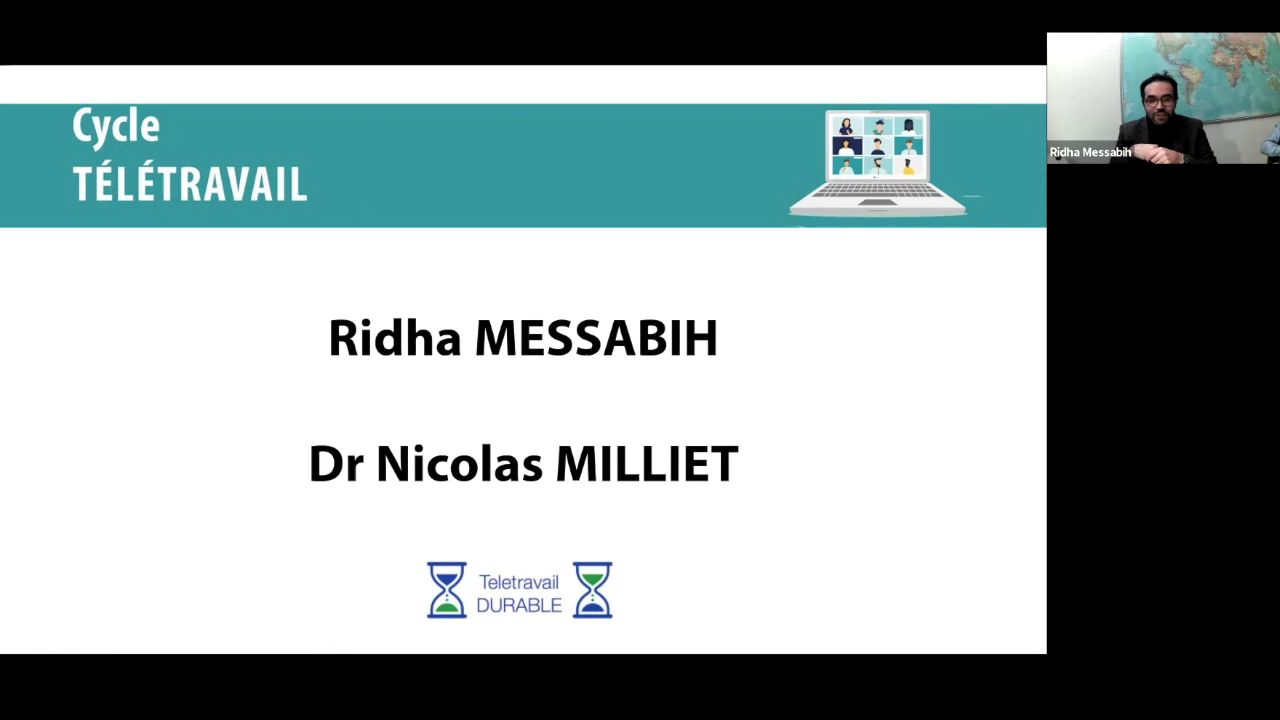 Cycle
TÉLÉTRAVAIL
Ridha Messabih
Ridha MESSABIH
Dr Nicolas MILLIET
Teletravail
DURABLE